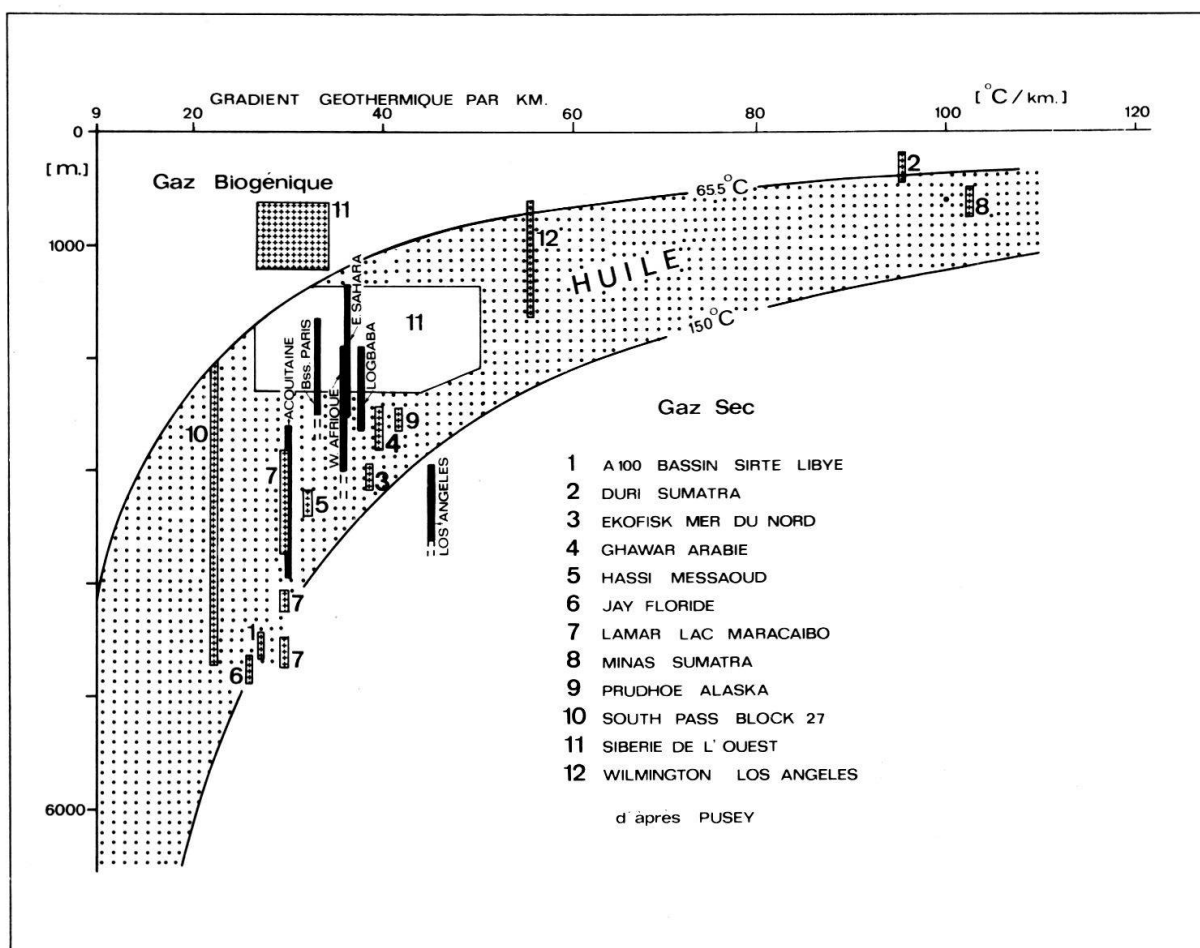 GRADIENT GEOTHERMIQUE PAR KM. [°C/km.]
9 20 40 60 80 100 120
0
[m.]
Gaz Biogénique
11
1000
65.5°C
2
8
12
HUILE
150°C
11
E. SAHARA
Bss. PARIS
LOGBABA
ACQUITAINE
W. AFRIQUE
10
7
9
4
3
5
LOS ANGELES
7
1
7
6
6000
Gaz Sec
1 A100 BASSIN SIRTE LIBYE
2 DURI SUMATRA
3 EKOFISK MER DU NORD
4 GHAWAR ARABIE
5 HASSI MESSAOUD
6 JAY FLORIDE
7 LAMAR LAC MARACAIBO
8 MINAS SUMATRA
9 PRUDHOE ALASKA
10 SOUTH PASS BLOCK 27
11 SIBERIE DE L'OUEST
12 WILMINGTON LOS ANGELES
d'après PUSEY